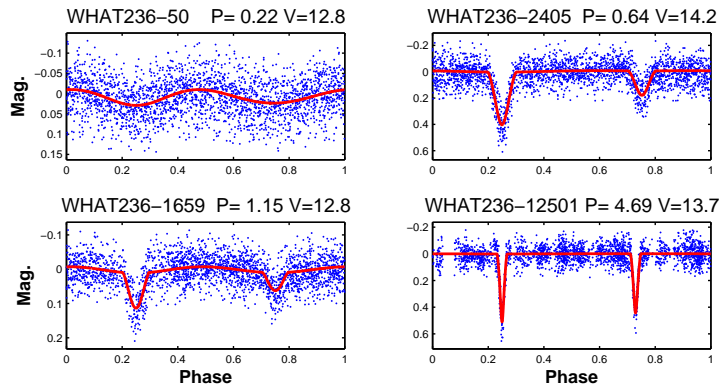 WHAT236−50 P= 0.22 V=12.8
−0.1
−0.05
0
0.05
0.1
0.15
Mag.
0 0.2 0.4 0.6 0.8 1
WHAT236−2405 P= 0.64 V=14.2
−0.2
0
0.2
0.4
0.6
0 0.2 0.4 0.6 0.8 1
WHAT236−1659 P= 1.15 V=12.8
−0.1
0
0.1
0.2
Mag.
0 0.2 0.4 0.6 0.8 1
Phase
WHAT236−12501 P= 4.69 V=13.7
−0.2
0
0.2
0.4
0.6
0 0.2 0.4 0.6 0.8 1
Phase